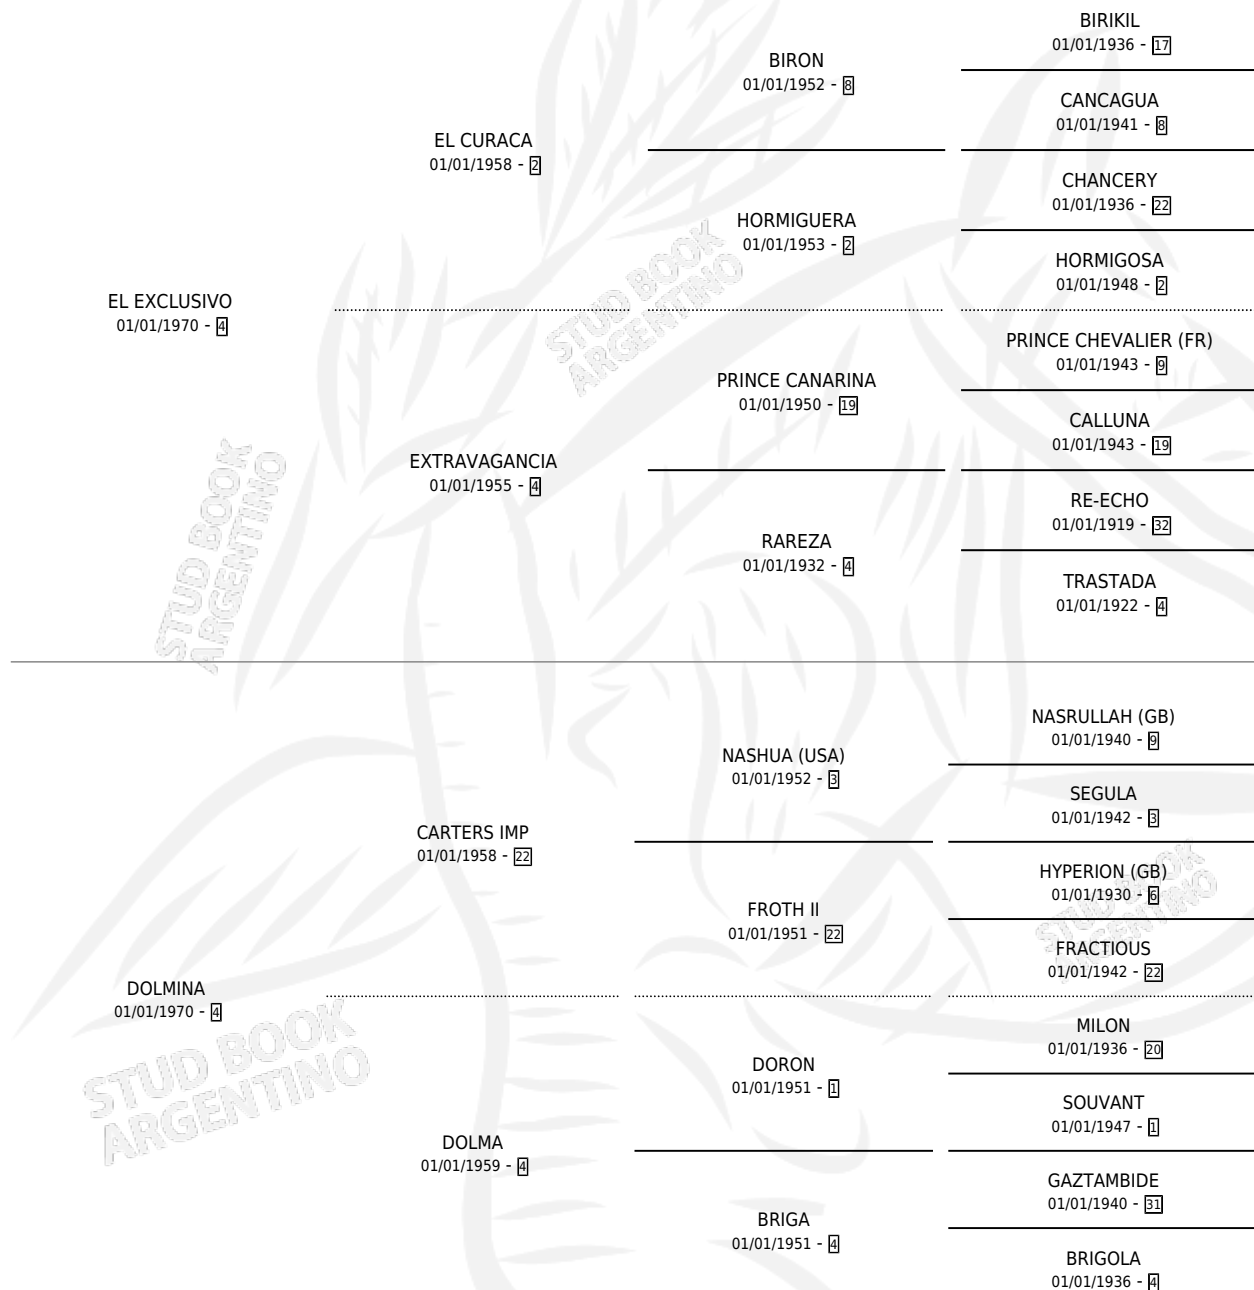 BIRIKIL
01/01/1936 - 17
BIRON
01/01/1952 - 8
CANCAGUA
01/01/1941 - 8
EL CURACA
01/01/1958 - 2
CHANCERY
01/01/1936 - 22
HORMIGUERA
01/01/1953 - 2
HORMIGOSA
01/01/1948 - 2
EL EXCLUSIVO
01/01/1970 - 4
PRINCE CHEVALIER (FR)
01/01/1943 - 9
PRINCE CANARINA
01/01/1950 - 19
CALLUNA
01/01/1943 - 19
EXTRAVAGANCIA
01/01/1955 - 4
RE-ECHO
01/01/1919 - 32
RAREZA
01/01/1932 - 4
TRASTADA
01/01/1922 - 4
STUD BOOK
ARGENTINO
STUD BOOK
ARGENTINO
NASRULLAH (GB)
01/01/1940 - 9
NASHUA (USA)
01/01/1952 - 3
SEGULA
01/01/1942 - 3
CARTERS IMP
01/01/1958 - 22
HYPERION (GB)
01/01/1930 - 6
FROTH II
01/01/1951 - 22
FRACTIOUS
01/01/1942 - 22
DOLMINA
01/01/1970 - 4
MILON
01/01/1936 - 20
DORON
01/01/1951 - 1
SOUVANT
01/01/1947 - 1
DOLMA
01/01/1959 - 4
GAZTAMBIDE
01/01/1940 - 31
BRIGA
01/01/1951 - 4
BRIGOLA
01/01/1936 - 4
STUD BOOK
ARGENTINO
STUD BOOK
ARGENTINO